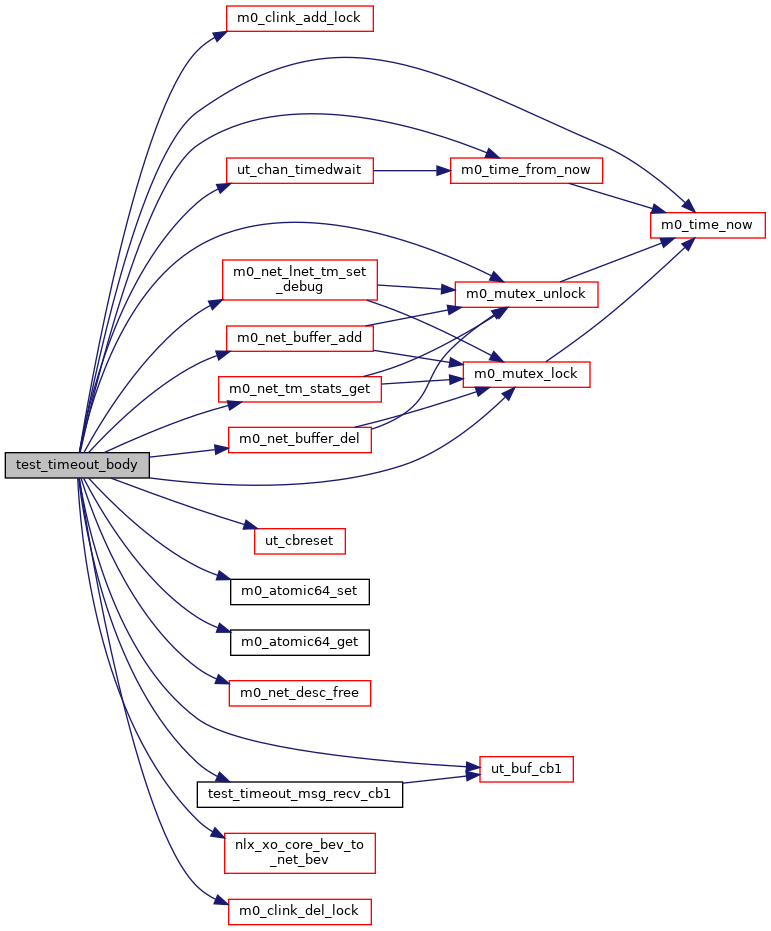 m0_clink_add_lock
ut_chan_timedwait
m0_time_from_now
m0_time_now
m0_net_lnet_tm_set
_debug
m0_mutex_unlock
m0_net_buffer_add
m0_mutex_lock
m0_net_tm_stats_get
m0_net_buffer_del
test_timeout_body
ut_cbreset
m0_atomic64_set
m0_atomic64_get
m0_net_desc_free
ut_buf_cb1
test_timeout_msg_recv_cb1
nlx_xo_core_bev_to
_net_bev
m0_clink_del_lock